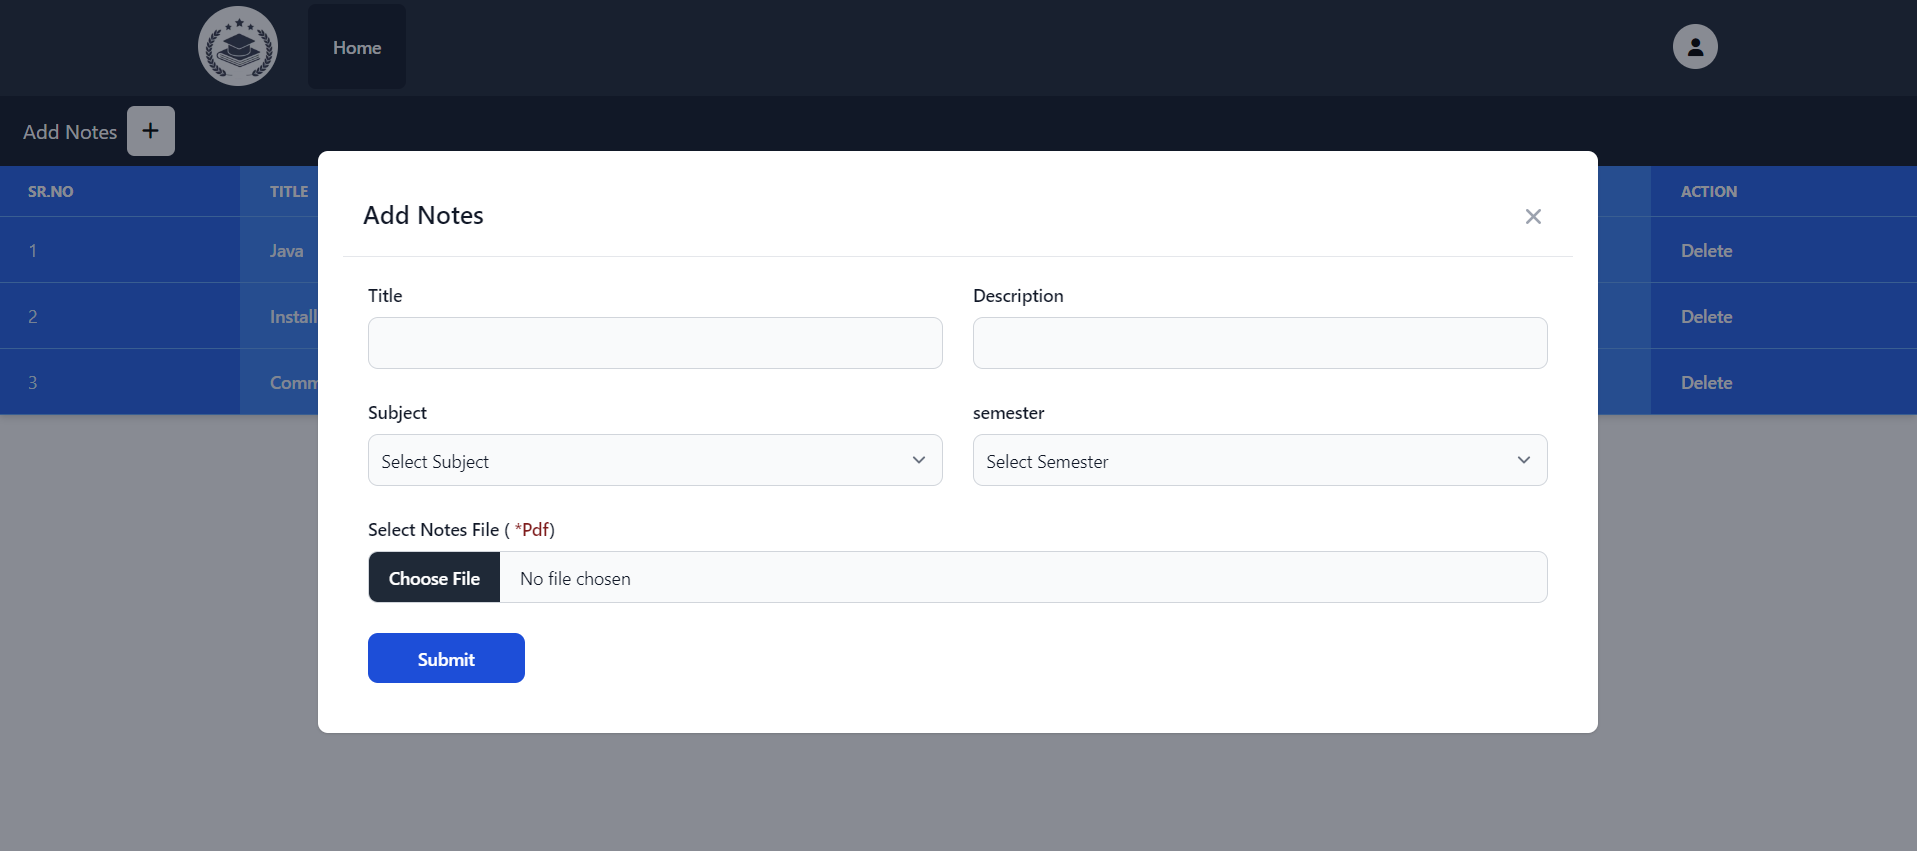 Home
Add Notes +
SR.NO TITLE ACTION
1 Java Delete
2 Install Delete
3 Comm Delete
Add Notes
Title Description
Subject semester
Select Subject Select Semester
Select Notes File ( *Pdf)
Choose File No file chosen
Submit